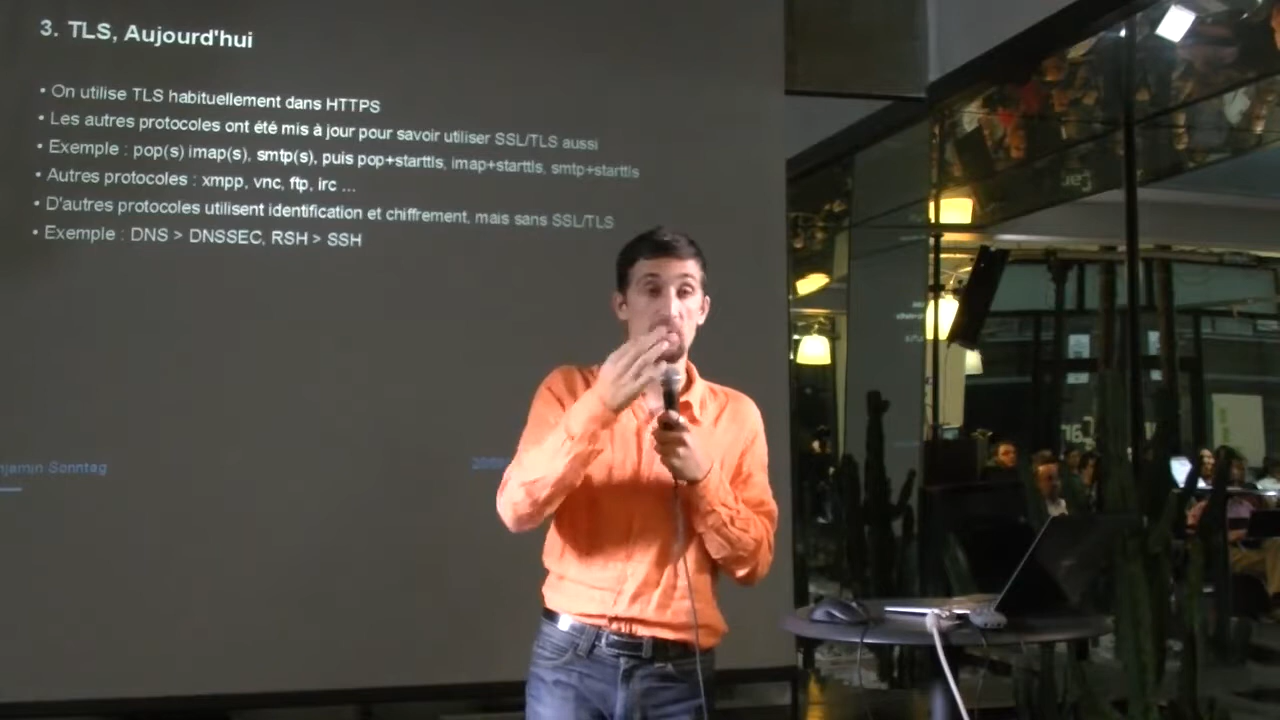 3. TLS, Aujourd'hui
• On utilise TLS habituellement dans HTTPS
• Les autres protocoles ont été mis à jour pour savoir utiliser SSL/TLS aussi
• Exemple : pop(s) imap(s), smtp(s), puis pop+starttls, imap+starttls, smtp+starttls
• Autres protocoles : xmpp, vnc, ftp, irc ...
• D'autres protocoles utilisent identification et chiffrement, mais sans SSL/TLS
• Exemple : DNS > DNSSEC, RSH > SSH
njamin Sonntag